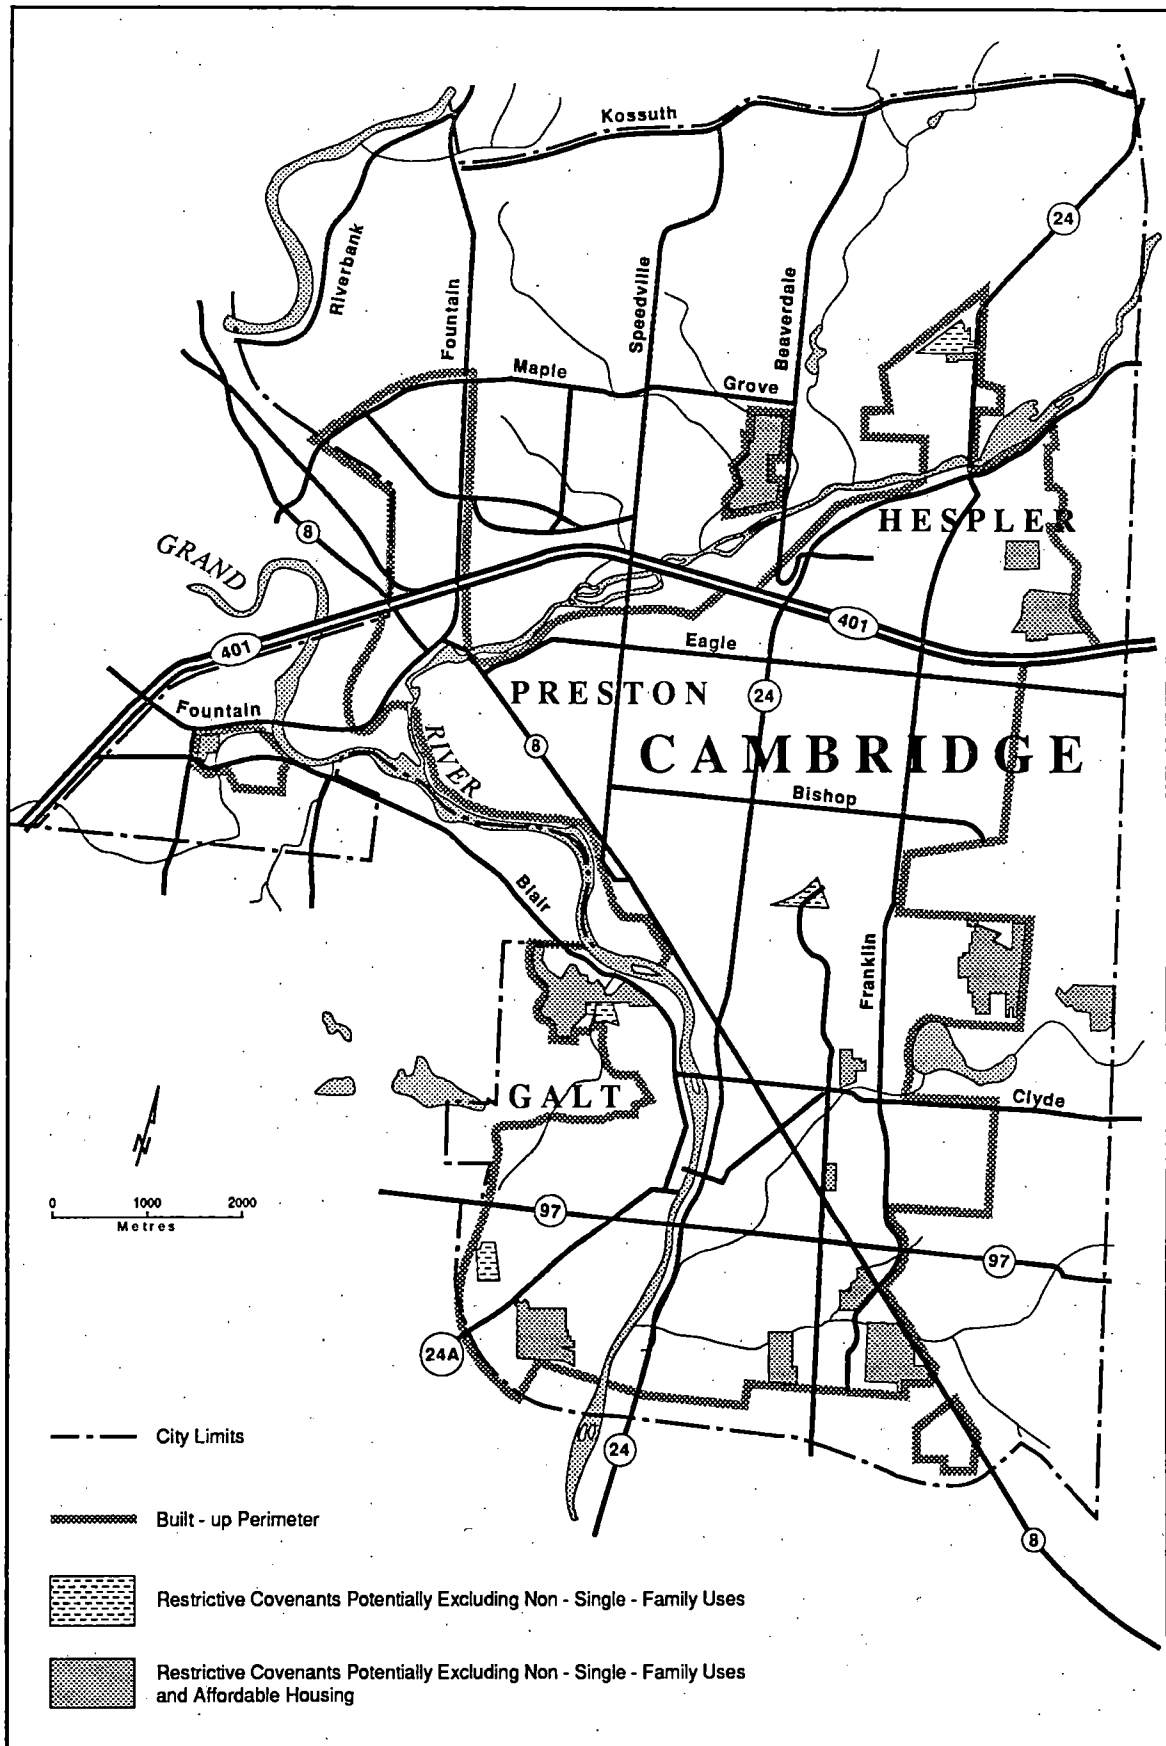 Kossuth
24
Riverbank
Fountain
Speedville
Beaverdale
Maple
Grove
8
HESPLER
GRAND
401
401
Eagle
Fountain
PRESTON
24
RIVER
8
CAMBRIDGE
Bishop
Blair
Franklin
GALT
Clyde
N
0 1000 2000
Metres
97
97
24A
24
8
City Limits
Built - up Perimeter
Restrictive Covenants Potentially Excluding Non - Single - Family Uses
Restrictive Covenants Potentially Excluding Non - Single - Family Uses
and Affordable Housing